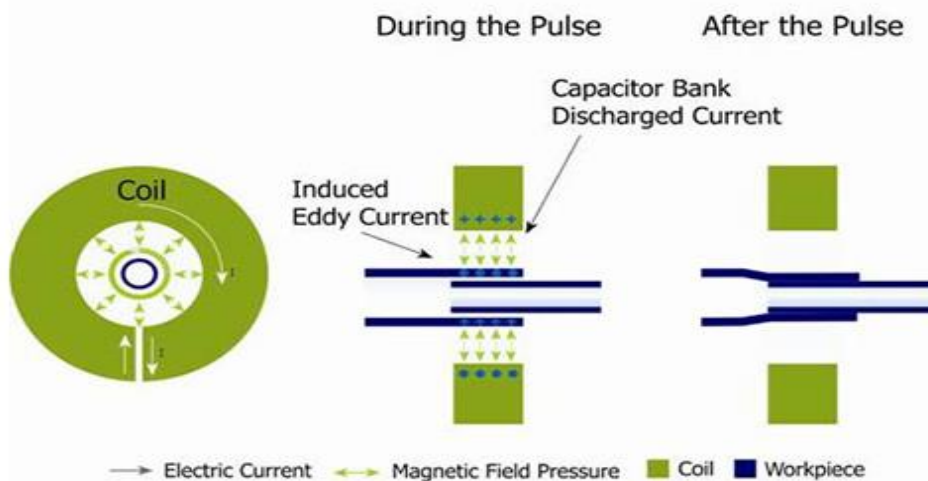 During the Pulse
After the Pulse
Capacitor Bank
Discharged Current
Coil
Induced
Eddy Current
I
I
Electric Current
Magnetic Field Pressure
Coil
Workpiece